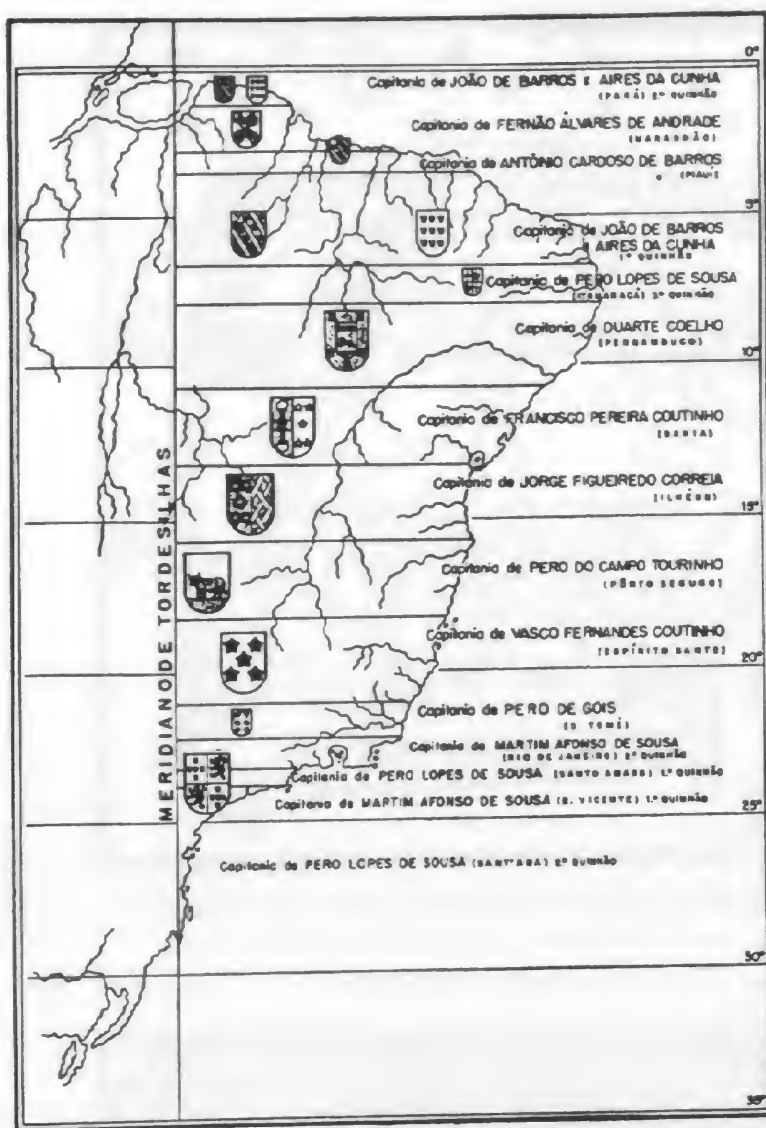 0°
Capitania de JOÃO DE BARROS E AIRES DA CUNHA
(PARÁ) 2º QUINHÃO
Capitania de FERNÃO ÁLVARES DE ANDRADE
(MARANHÃO)
Capitania de ANTÔNIO CARDOSO DE BARROS
(PIAUÍ)
5°
Capitania de JOÃO DE BARROS
E AIRES DA CUNHA
1º QUINHÃO
Capitania de PERO LOPES DE SOUSA
(ITAMARACÁ) 3º QUINHÃO
Capitania de DUARTE COELHO
(PERNAMBUCO)
10°
Capitania de FRANCISCO PEREIRA COUTINHO
(BAHIA)
Capitania de JORGE FIGUEIREDO CORREIA
(ILHÉUS)
15°
Capitania de PERO DO CAMPO TOURINHO
(PÔRTO SEGURO)
Capitania de VASCO FERNANDES COUTINHO
(ESPÍRITO SANTO)
20°
Capitania de PERO DE GOIS
(S. TOMÉ)
Capitania de MARTIM AFONSO DE SOUSA
(RIO DE JANEIRO) 2º QUINHÃO
Capitania de PERO LOPES DE SOUSA (SANTO AMARO) 1º QUINHÃO
Capitania de MARTIM AFONSO DE SOUSA (S. VICENTE) 1º QUINHÃO
25°
Capitania de PERO LOPES DE SOUSA (SANT'ANA) 2º QUINHÃO
30°
35°
MERIDIANO DE TORDESILHAS